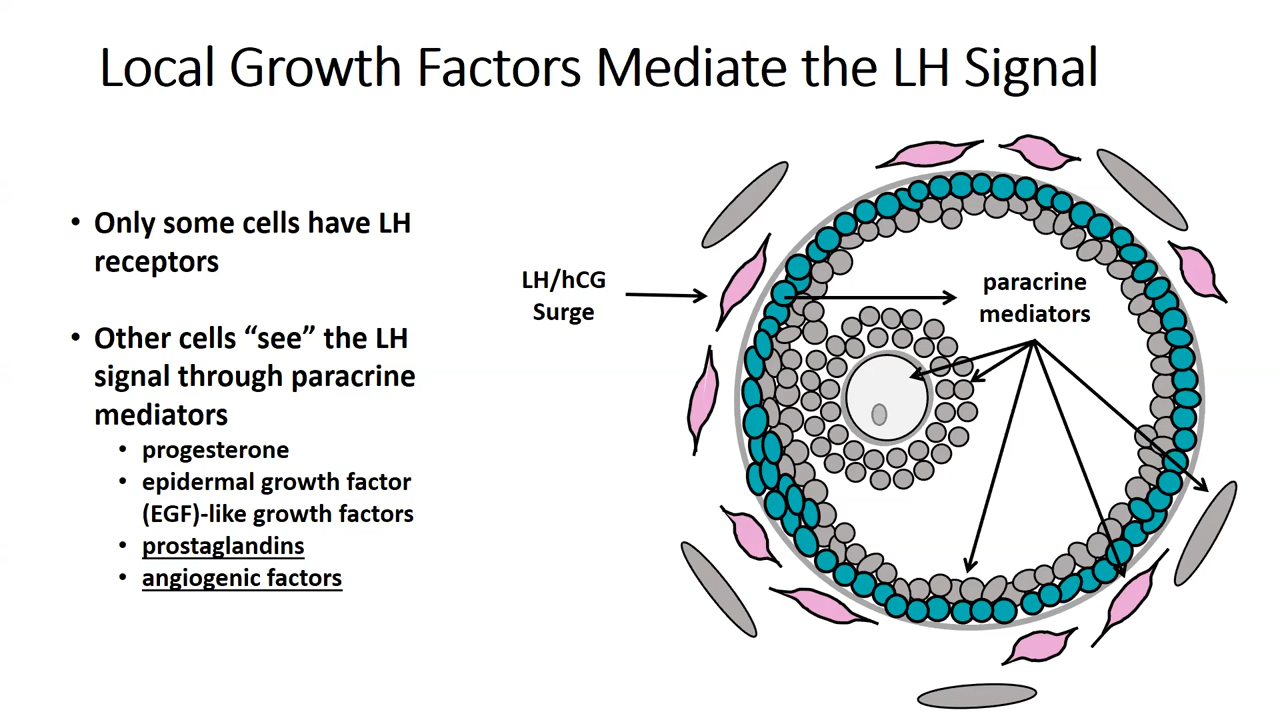 Local Growth Factors Mediate the LH Signal
• Only some cells have LH
receptors
• Other cells “see” the LH
signal through paracrine
mediators
• progesterone
• epidermal growth factor
(EGF)-like growth factors
• prostaglandins
• angiogenic factors
LH/hCG
Surge
paracrine
mediators